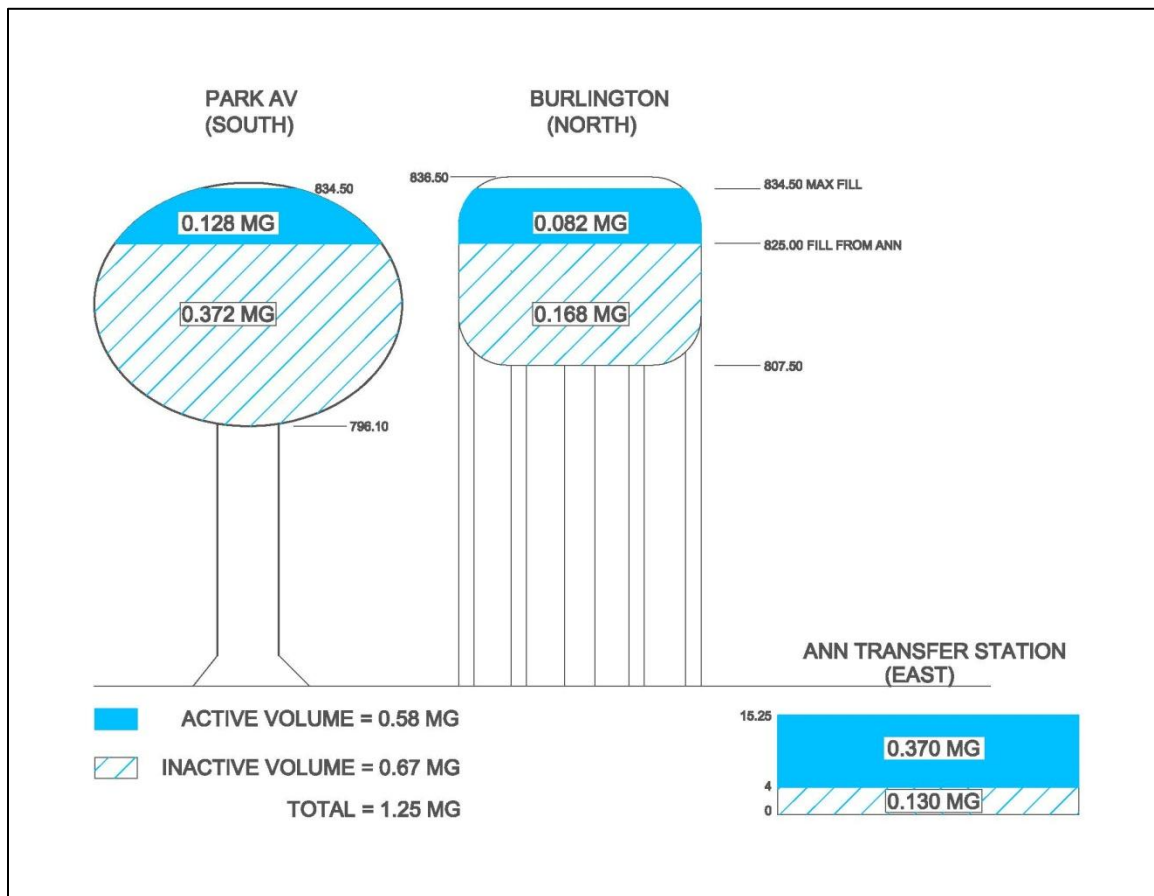 PARK AV
(SOUTH)
BURLINGTON
(NORTH)
834.50
836.50
834.50 MAX FILL
0.128 MG
0.082 MG
825.00 FILL FROM ANN
0.372 MG
0.168 MG
807.50
796.10
ANN TRANSFER STATION
(EAST)
ACTIVE VOLUME = 0.58 MG
INACTIVE VOLUME = 0.67 MG
TOTAL = 1.25 MG
15.25
0.370 MG
4
0.130 MG
0